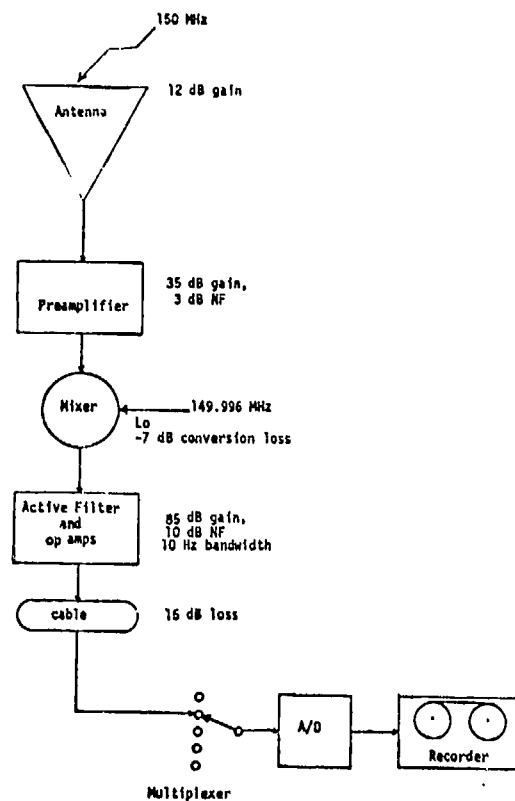 150 MHz
12 dB gain
Antenna
35 dB gain,
3 dB NF
Preamplifier
Mixer
149.996 MHz
Lo
-7 dB conversion loss
Active Filter
and
op amps
85 dB gain,
10 dB NF
10 Hz bandwidth
cable
16 dB loss
A/D
Recorder
Multiplexer